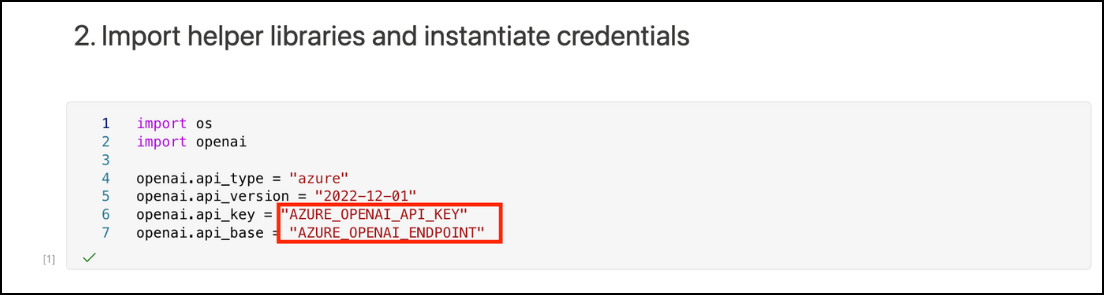 2. Import helper libraries and instantiate credentials
1 import os
2 import openai
3
4 openai.api_type = "azure"
5 openai.api_version = "2022-12-01"
6 openai.api_key = "AZURE_OPENAI_API_KEY"
7 openai.api_base = "AZURE_OPENAI_ENDPOINT"
[1]